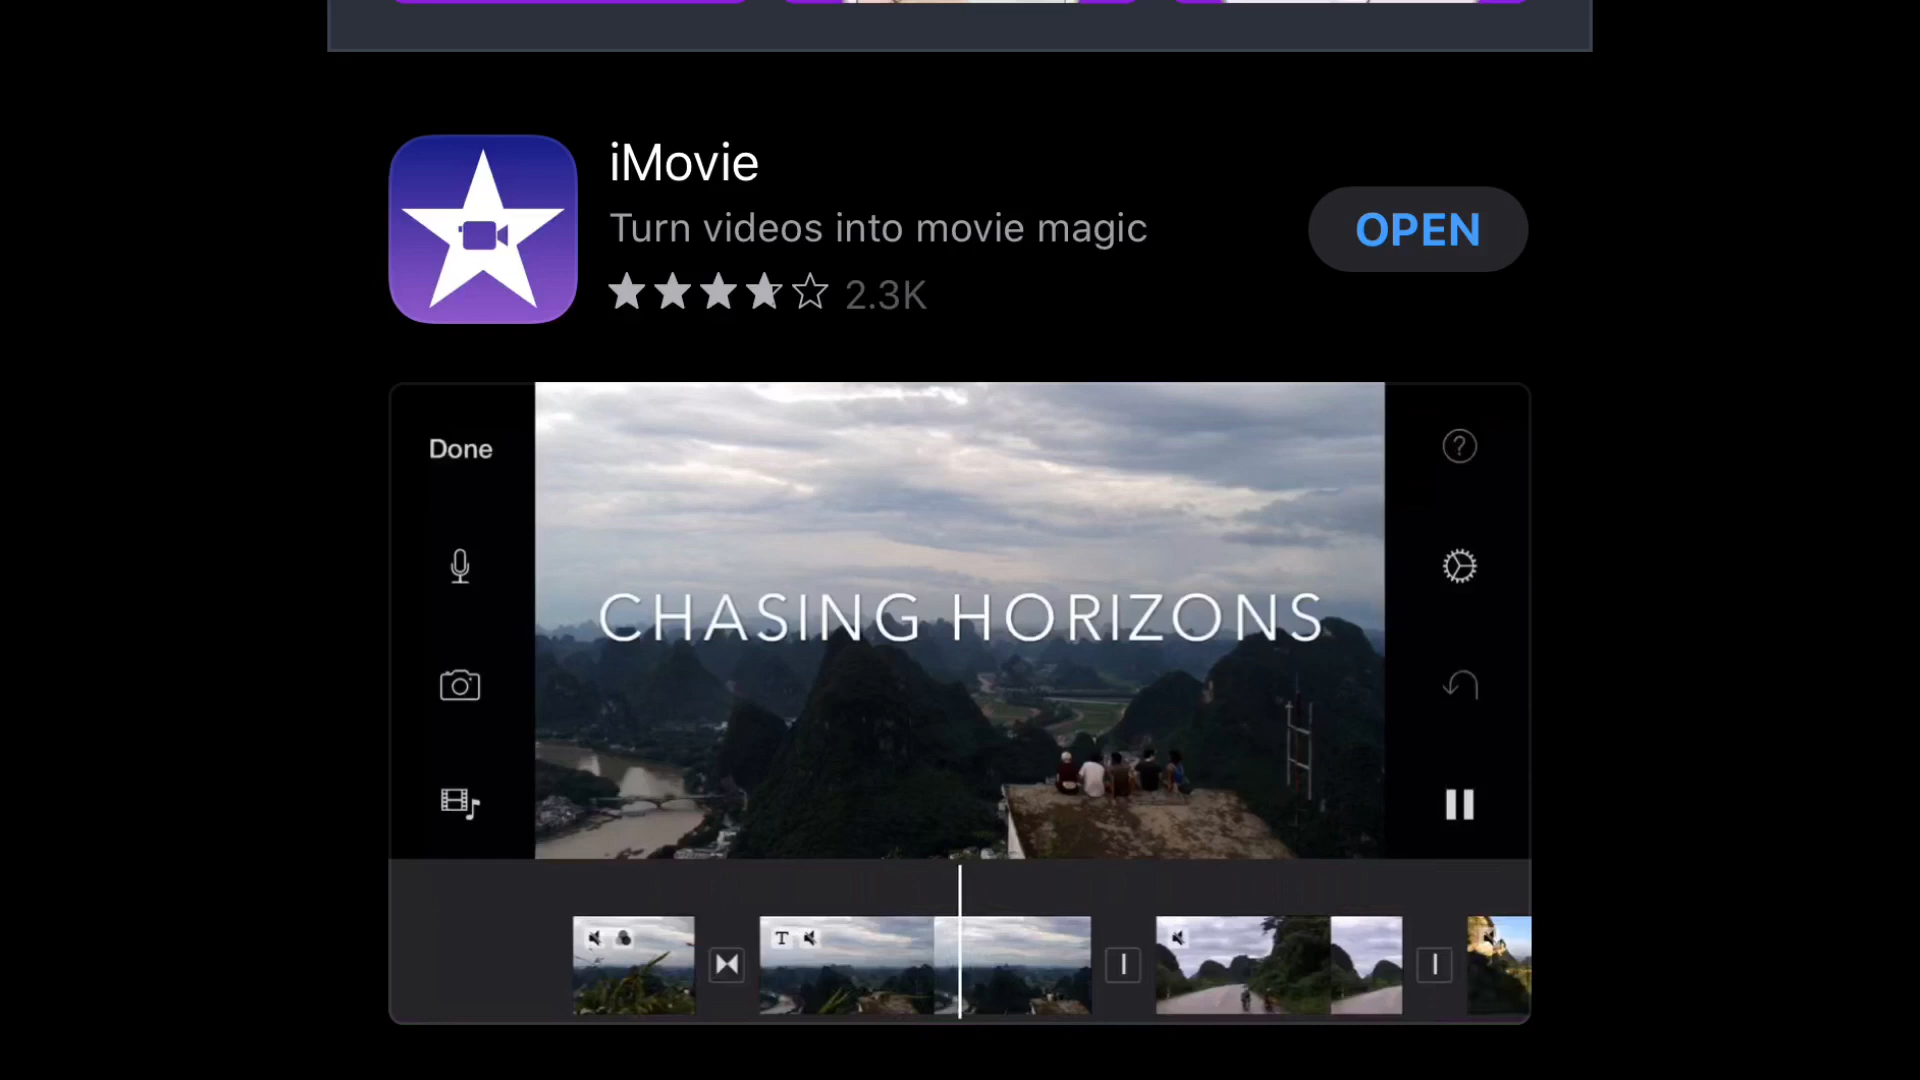 iMovie
Turn videos into movie magic
OPEN
2.3K
Done
?
CHASING HORIZONS
T